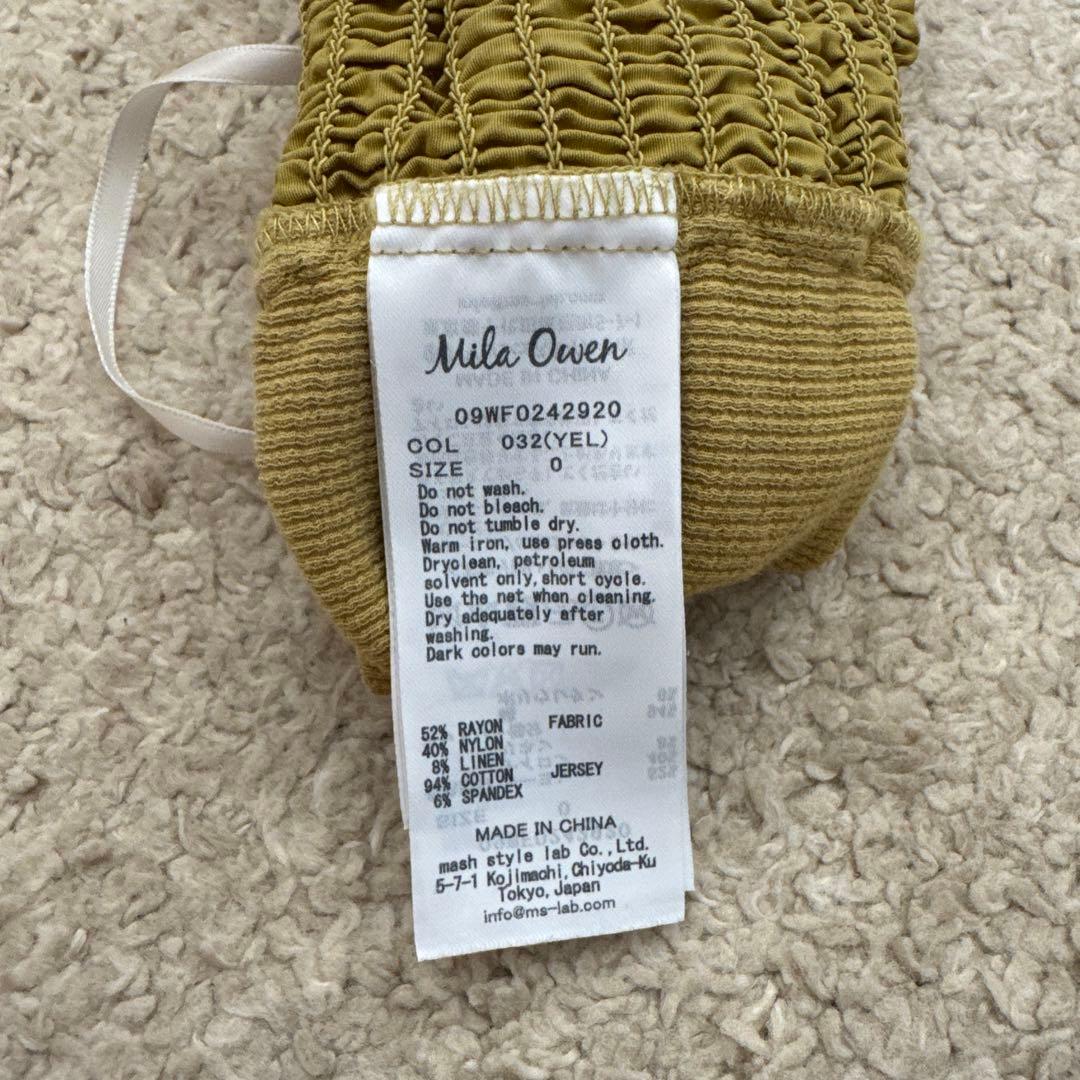 Mila Owen
09WF0242920
COL 032(YEL)
SIZE 0
Do not wash.
Do not bleach.
Do not tumble dry.
Warm iron, use press cloth.
Dryclean, petroleum
solvent only,short cycle.
Use the net when cleaning.
Dry adequately after
washing.
Dark colors may run.
52% RAYON FABRIC
40% NYLON
8% LINEN
94% COTTON JERSEY
6% SPANDEX
MADE IN CHINA
mash style lab Co.,Ltd.
5-7-1 Kojimachi,Chiyoda-Ku
Tokyo,Japan
info@ms-lab.com